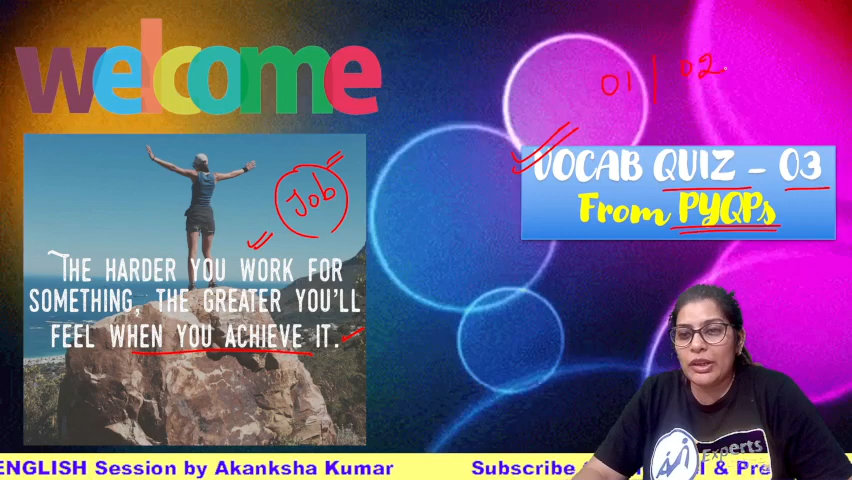 welcome
01 | 02
VOCAB QUIZ - 03
From PYQPs
Job
THE HARDER YOU WORK FOR
SOMETHING, THE GREATER YOU'LL
FEEL WHEN YOU ACHIEVE IT.
Experts
ENGLISH Session by Akanksha Kumar
Subscribe l & Pre